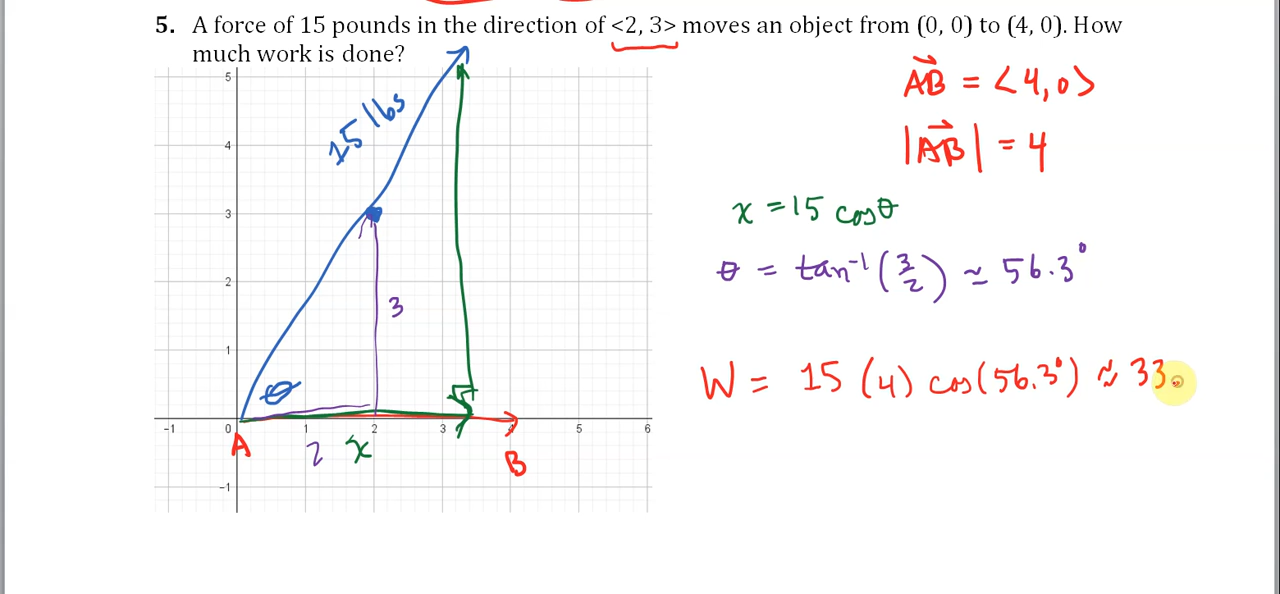 5. A force of 15 pounds in the direction of <2, 3> moves an object from (0, 0) to (4, 0). How
much work is done?
AB = <4,0>
|AB| = 4
x = 15 cosθ
θ = tan⁻¹(3/2) ≃ 56.3°
W = 15 (4) cos(56.3°) ≈ 33.
15 lbs
5
4
3
2
1
3
θ
-1 0 1 2 3 4 5 6
A 2 x B
-1